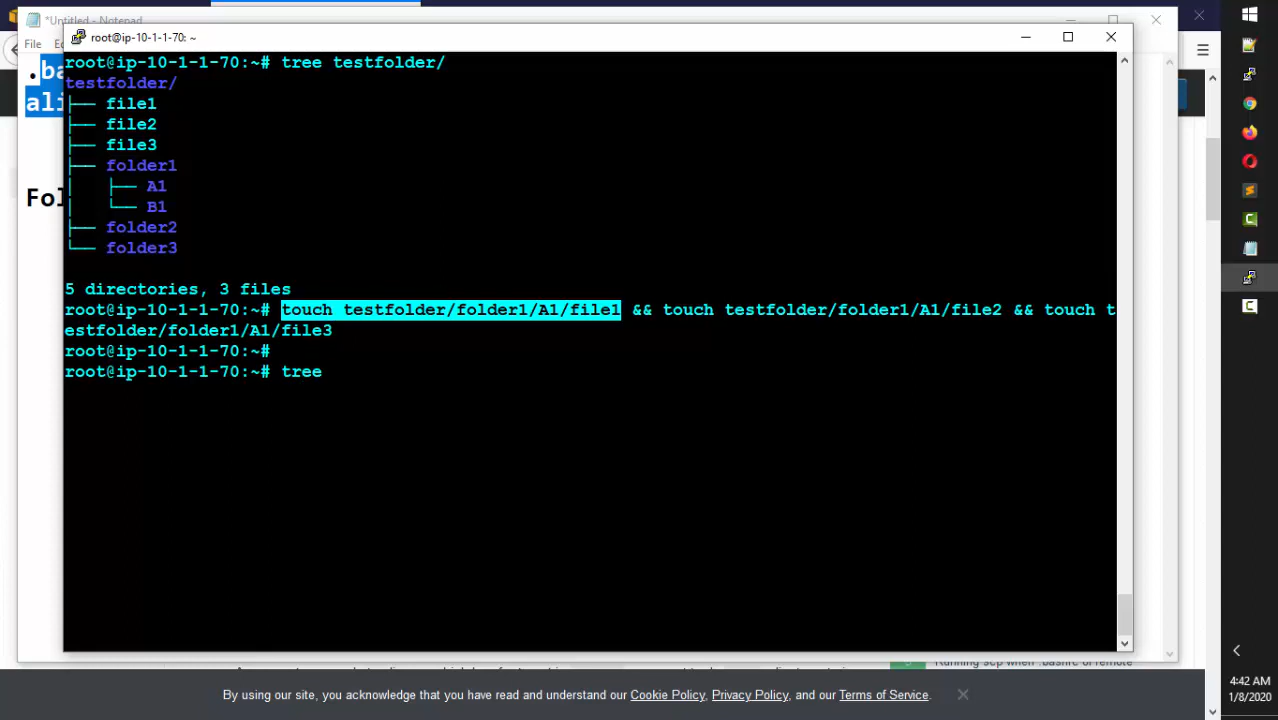 *Untitled - Notepad
root@ip-10-1-1-70: ~
File
.ba
ali
Fol
root@ip-10-1-1-70:~# tree testfolder/
testfolder/
├── file1
├── file2
├── file3
├── folder1
│   ├── A1
│   └── B1
├── folder2
└── folder3
5 directories, 3 files
root@ip-10-1-1-70:~# touch testfolder/folder1/A1/file1 && touch testfolder/folder1/A1/file2 && touch t
estfolder/folder1/A1/file3
root@ip-10-1-1-70:~#
root@ip-10-1-1-70:~# tree
Running scp when .bashrc of remote
By using our site, you acknowledge that you have read and understand our Cookie Policy, Privacy Policy, and our Terms of Service.
4:42 AM
1/8/2020